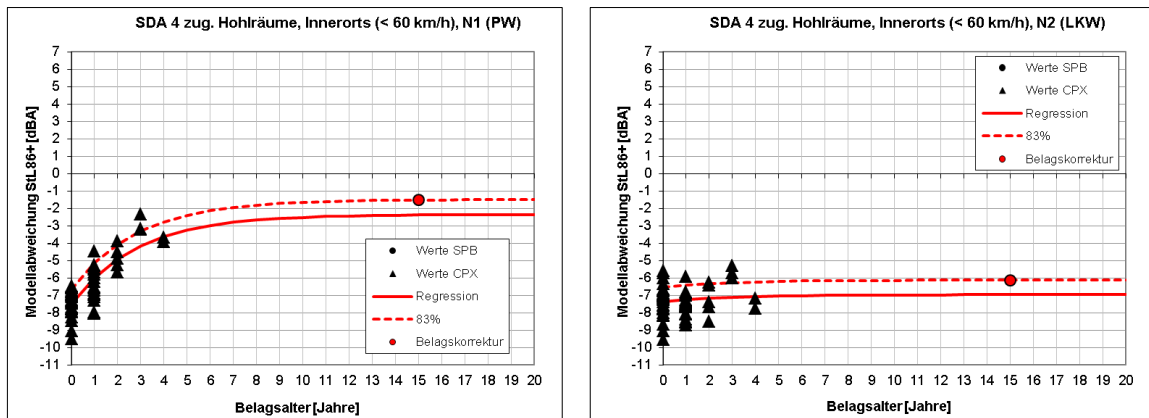 SDA 4 zug. Hohlräume, Innerorts (< 60 km/h), N1 (PW)
Modellabweichung StL86+ [dBA]
7
6
5
4
3
2
1
0
-1
-2
-3
-4
-5
-6
-7
-8
-9
-10
-11
Werte SPB
Werte CPX
Regression
83%
Belagskorrektur
0 1 2 3 4 5 6 7 8 9 10 11 12 13 14 15 16 17 18 19 20
Belagsalter [Jahre]
SDA 4 zug. Hohlräume, Innerorts (< 60 km/h), N2 (LKW)
Modellabweichung StL86+ [dBA]
7
6
5
4
3
2
1
0
-1
-2
-3
-4
-5
-6
-7
-8
-9
-10
-11
Werte SPB
Werte CPX
Regression
83%
Belagskorrektur
0 1 2 3 4 5 6 7 8 9 10 11 12 13 14 15 16 17 18 19 20
Belagsalter [Jahre]